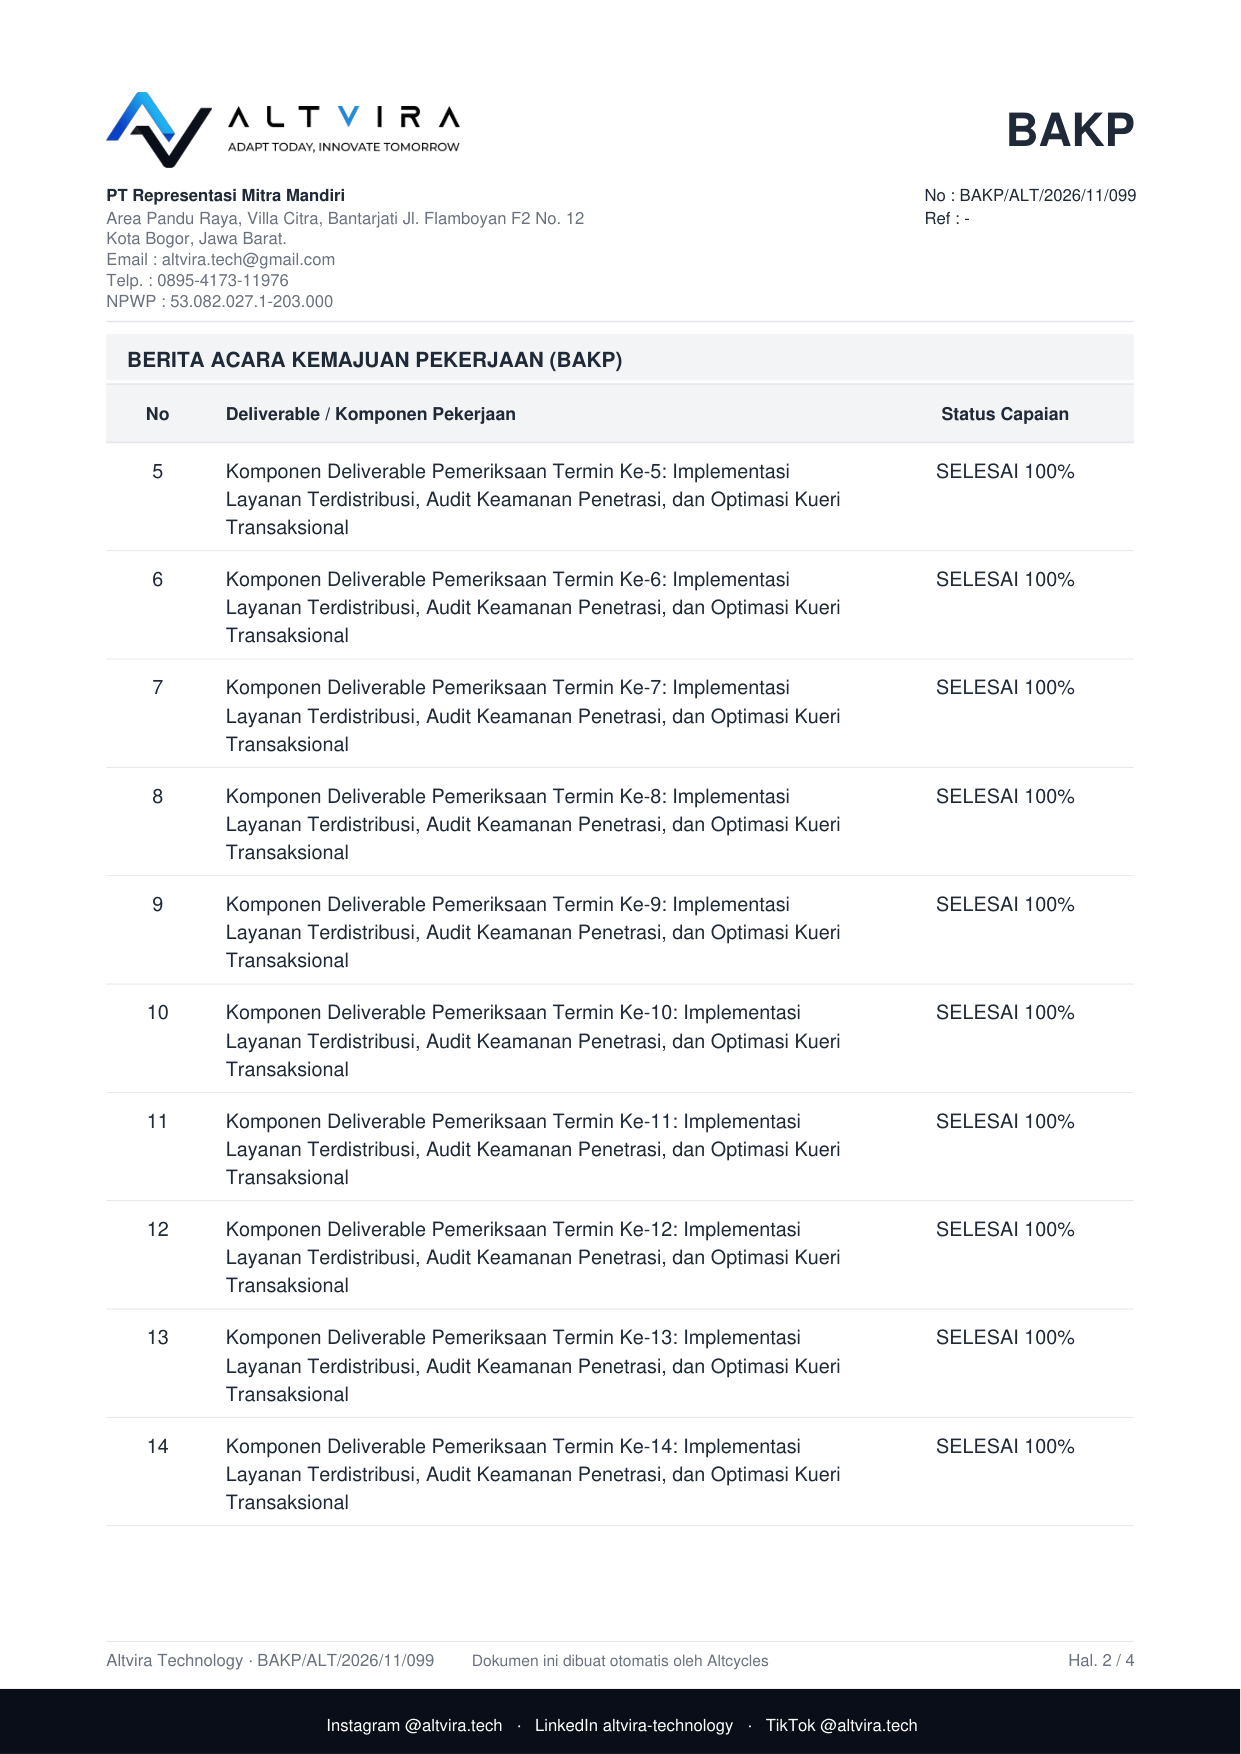 ALTVIRA
ADAPT TODAY, INNOVATE TOMORROW
BAKP
PT Representasi Mitra Mandiri
Area Pandu Raya, Villa Citra, Bantarjati Jl. Flamboyan F2 No. 12
Kota Bogor, Jawa Barat.
Email : altvira.tech@gmail.com
Telp. : 0895-4173-11976
NPWP : 53.082.027.1-203.000
No : BAKP/ALT/2026/11/099
Ref : -
BERITA ACARA KEMAJUAN PEKERJAAN (BAKP)
No Deliverable / Komponen Pekerjaan Status Capaian
5 Komponen Deliverable Pemeriksaan Termin Ke-5: Implementasi SELESAI 100%
Layanan Terdistribusi, Audit Keamanan Penetrasi, dan Optimasi Kueri
Transaksional
6 Komponen Deliverable Pemeriksaan Termin Ke-6: Implementasi SELESAI 100%
Layanan Terdistribusi, Audit Keamanan Penetrasi, dan Optimasi Kueri
Transaksional
7 Komponen Deliverable Pemeriksaan Termin Ke-7: Implementasi SELESAI 100%
Layanan Terdistribusi, Audit Keamanan Penetrasi, dan Optimasi Kueri
Transaksional
8 Komponen Deliverable Pemeriksaan Termin Ke-8: Implementasi SELESAI 100%
Layanan Terdistribusi, Audit Keamanan Penetrasi, dan Optimasi Kueri
Transaksional
9 Komponen Deliverable Pemeriksaan Termin Ke-9: Implementasi SELESAI 100%
Layanan Terdistribusi, Audit Keamanan Penetrasi, dan Optimasi Kueri
Transaksional
10 Komponen Deliverable Pemeriksaan Termin Ke-10: Implementasi SELESAI 100%
Layanan Terdistribusi, Audit Keamanan Penetrasi, dan Optimasi Kueri
Transaksional
11 Komponen Deliverable Pemeriksaan Termin Ke-11: Implementasi SELESAI 100%
Layanan Terdistribusi, Audit Keamanan Penetrasi, dan Optimasi Kueri
Transaksional
12 Komponen Deliverable Pemeriksaan Termin Ke-12: Implementasi SELESAI 100%
Layanan Terdistribusi, Audit Keamanan Penetrasi, dan Optimasi Kueri
Transaksional
13 Komponen Deliverable Pemeriksaan Termin Ke-13: Implementasi SELESAI 100%
Layanan Terdistribusi, Audit Keamanan Penetrasi, dan Optimasi Kueri
Transaksional
14 Komponen Deliverable Pemeriksaan Termin Ke-14: Implementasi SELESAI 100%
Layanan Terdistribusi, Audit Keamanan Penetrasi, dan Optimasi Kueri
Transaksional
Altvira Technology · BAKP/ALT/2026/11/099 Dokumen ini dibuat otomatis oleh Altcycles Hal. 2 / 4
Instagram @altvira.tech · LinkedIn altvira-technology · TikTok @altvira.tech